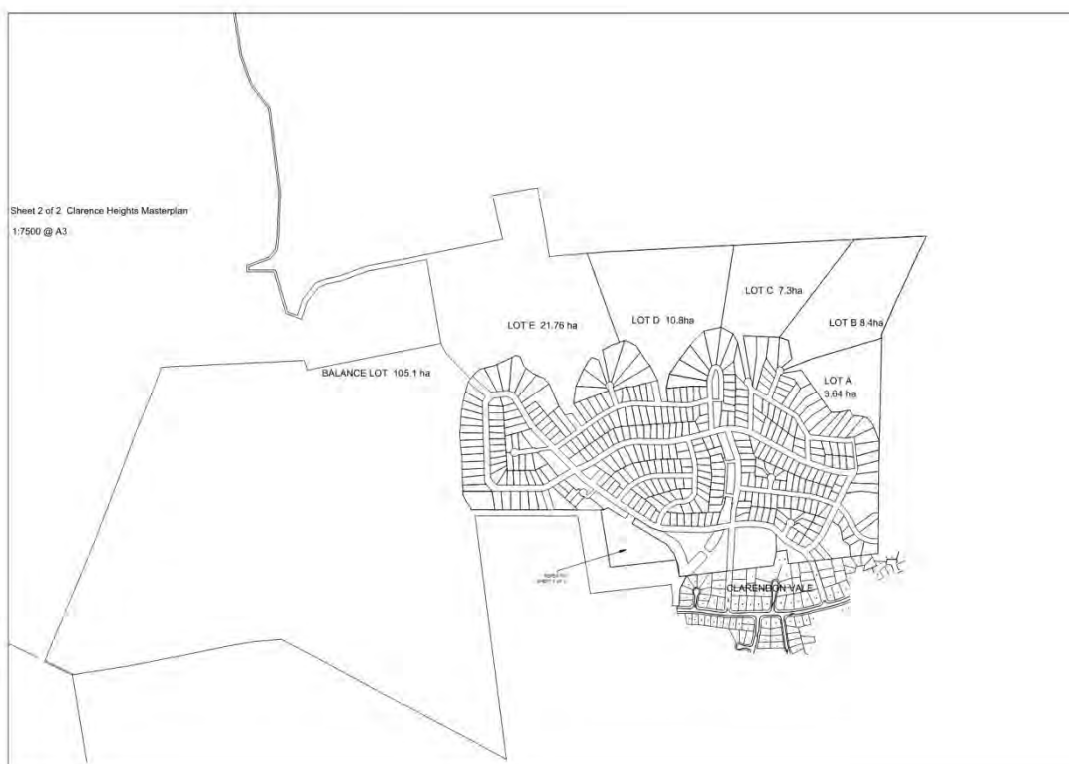 Sheet 2 of 2 Clarence Heights Masterplan
1:7500 @ A3
LOT C 7.3ha
LOT D 10.8ha
LOT B 8.4ha
LOT E 21.76 ha
BALANCE LOT 105.1 ha
LOT A
3.64 ha
CLARENDON VALE